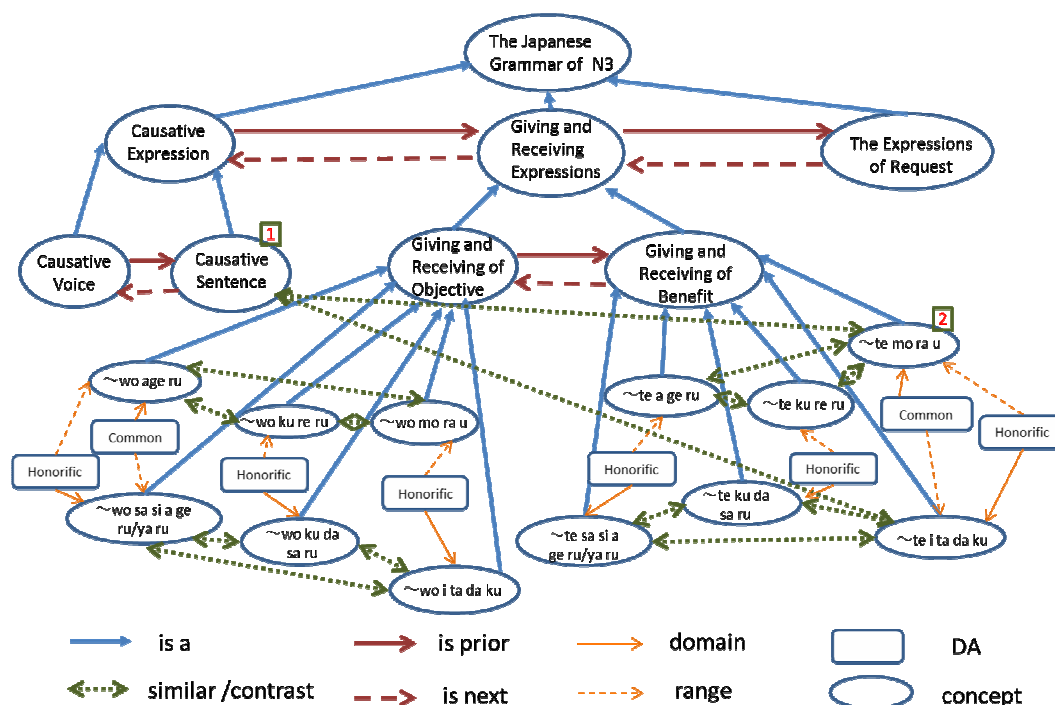 The Japanese
Grammar of N3
Causative
Expression
Giving and
Receiving
Expressions
The Expressions
of Request
1
Causative
Voice
Causative
Sentence
Giving and
Receiving of
Objective
Giving and
Receiving of
Benefit
2
~te mo ra u
~wo age ru
~te a ge ru
~te ku re ru
~wo ku re ru
~wo mo ra u
Common
Common
Honorific
Honorific
Honorific
Honorific
Honorific
Honorific
~wo sa si a ge
ru/ya ru
~wo ku da
sa ru
~wo i ta da ku
~te sa si a
ge ru/ya ru
~te ku da
sa ru
~te i ta da ku
is a
is prior
domain
DA
similar /contrast
is next
range
concept